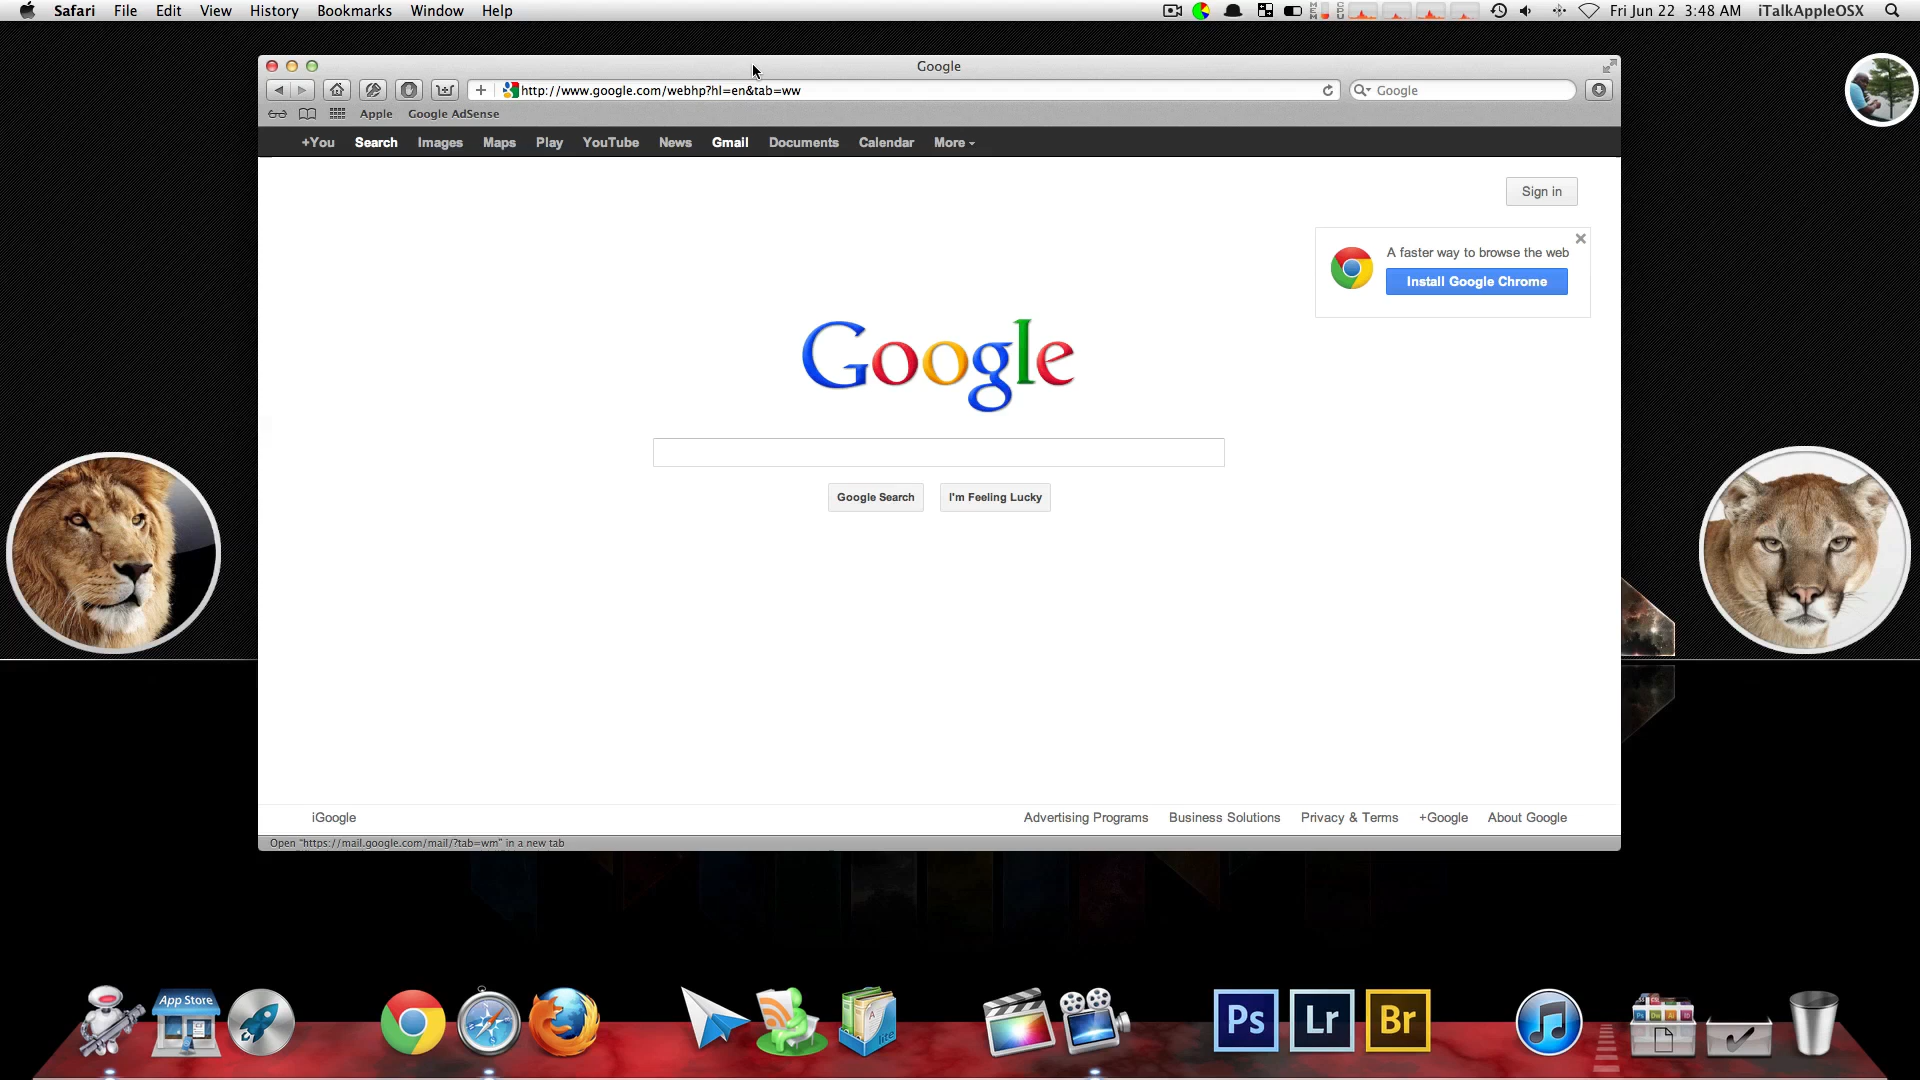 Safari File Edit View History Bookmarks Window Help
MEM CPU Fri Jun 22 3:48 AM iTalkAppleOSX
Google
http://www.google.com/webhp?hl=en&tab=ww Google
Apple Google AdSense
+You Search Images Maps Play YouTube News Gmail Documents Calendar More
Sign in
A faster way to browse the web
Install Google Chrome
Google
Google Search I'm Feeling Lucky
iGoogle Advertising Programs Business Solutions Privacy & Terms +Google About Google
Open "https://mail.google.com/mail/?tab=wm" in a new tab
App Store
Ps Lr Br